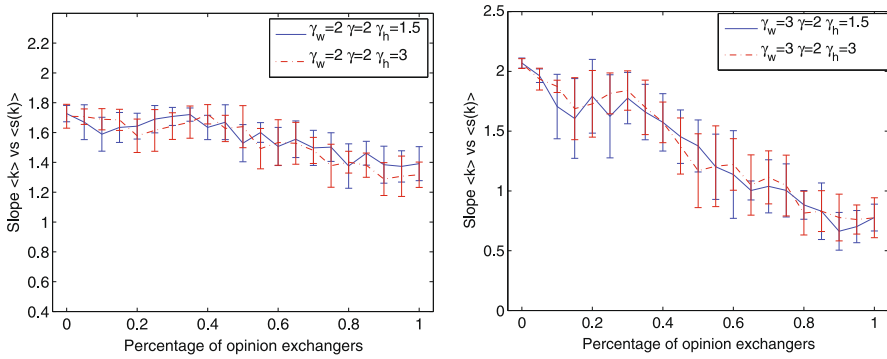 γw=2 γ=2 γh=1.5
γw=2 γ=2 γh=3
2.2
2
1.8
1.6
1.4
1.2
1
0.8
0.6
0.4
Slope <k> vs <s(k)>
0 0.2 0.4 0.6 0.8 1
Percentage of opinion exchangers
γw=3 γ=2 γh=1.5
γw=3 γ=2 γh=3
2.5
2
1.5
1
0.5
0
Slope <k> vs <s(k)>
0 0.2 0.4 0.6 0.8 1
Percentage of opinion exchangers